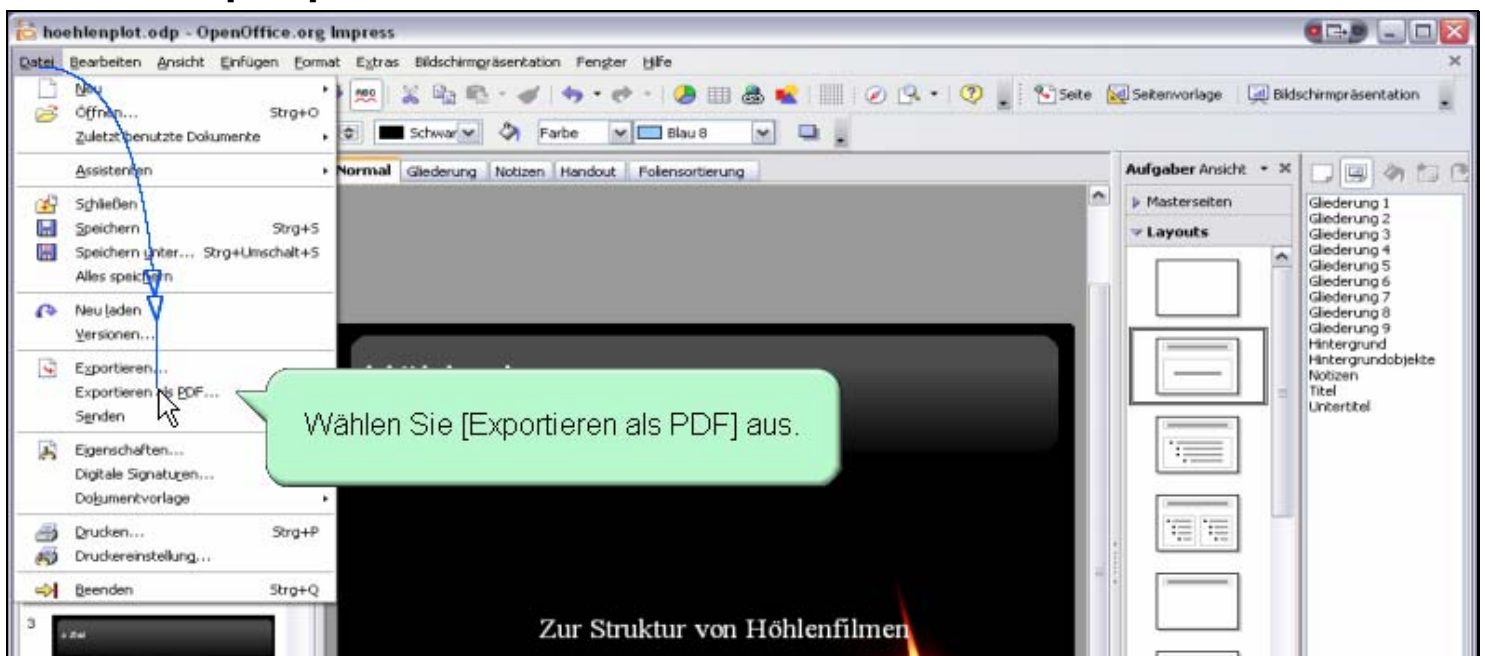 hoehlenplot.odp - OpenOffice.org Impress
Datei Bearbeiten Ansicht Einfügen Format Extras Bildschirmpräsentation Fenster Hilfe
Neu
Öffnen... Strg+O
Zuletzt benutzte Dokumente
Assistenten
Schließen
Speichern Strg+S
Speichern unter... Strg+Umschalt+S
Alles speichern
Neu laden
Versionen...
Exportieren...
Exportieren als PDF...
Senden
Eigenschaften...
Digitale Signaturen...
Dokumentvorlage
Drucken... Strg+P
Druckereinstellung...
Beenden Strg+Q
ABC
Seite Seitenvorlage Bildschirmpräsentation
Schwar Farbe Blau 8
Normal Gliederung Notizen Handout Foliensortierung
Wählen Sie [Exportieren als PDF] aus.
Zur Struktur von Höhlenfilmen
3
Aufgaber Ansicht
Masterseiten
Layouts
Gliederung 1
Gliederung 2
Gliederung 3
Gliederung 4
Gliederung 5
Gliederung 6
Gliederung 7
Gliederung 8
Gliederung 9
Hintergrund
Hintergrundobjekte
Notizen
Titel
Untertitel